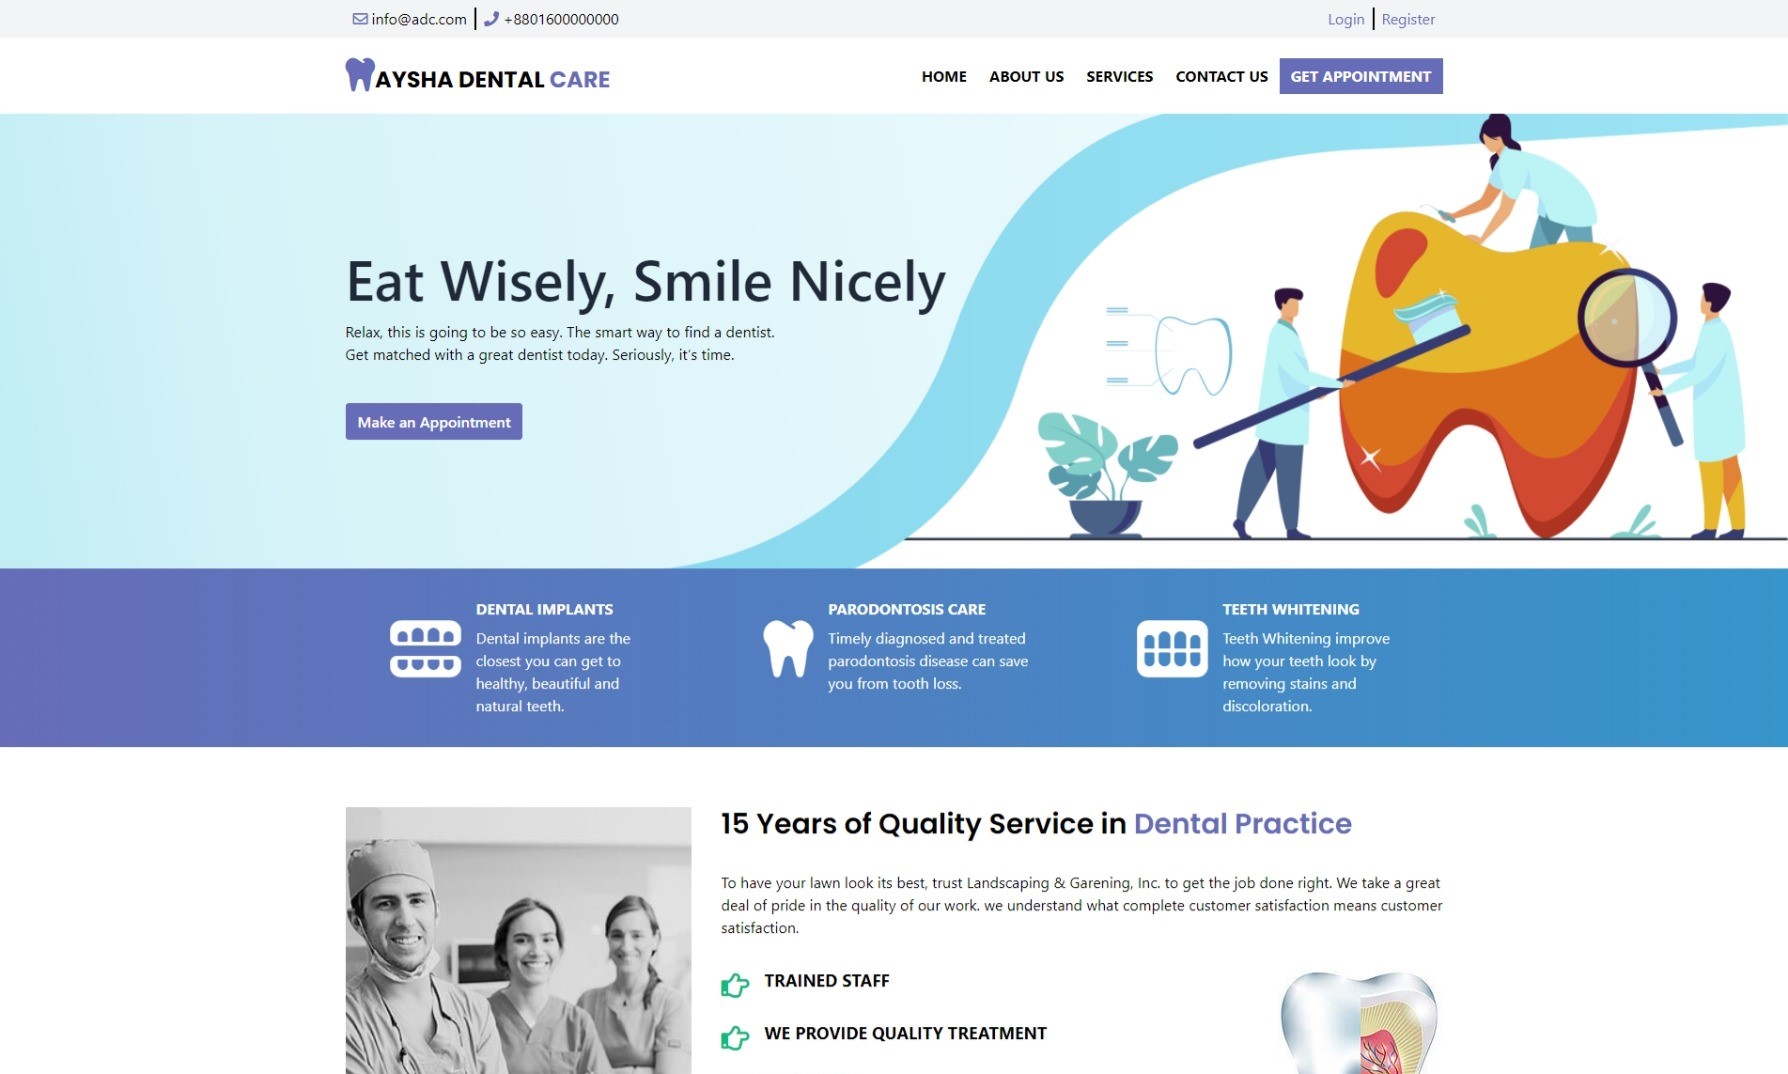 info@adc.com
+8801600000000
Login
Register
AYSHA DENTAL CARE
HOME
ABOUT US
SERVICES
CONTACT US
GET APPOINTMENT
Eat Wisely, Smile Nicely
Relax, this is going to be so easy. The smart way to find a dentist.
Get matched with a great dentist today. Seriously, it's time.
Make an Appointment
DENTAL IMPLANTS
Dental implants are the
closest you can get to
healthy, beautiful and
natural teeth.
PARODONTOSIS CARE
Timely diagnosed and treated
parodontosis disease can save
you from tooth loss.
TEETH WHITENING
Teeth Whitening improve
how your teeth look by
removing stains and
discoloration.
15 Years of Quality Service in Dental Practice
To have your lawn look its best, trust Landscaping & Garening, Inc. to get the job done right. We take a great
deal of pride in the quality of our work. we understand what complete customer satisfaction means customer
satisfaction.
TRAINED STAFF
WE PROVIDE QUALITY TREATMENT